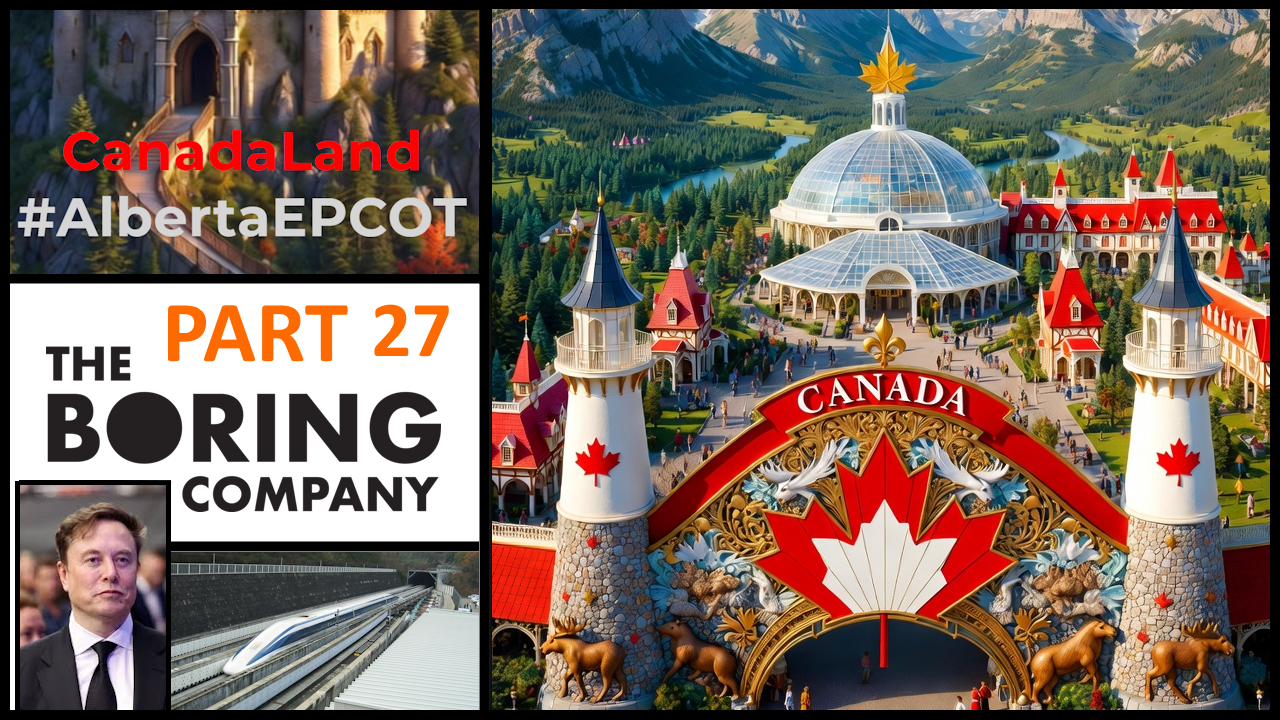 CanadaLand
#AlbertaEPCOT
PART 27
THE
BORING
COMPANY
CANADA